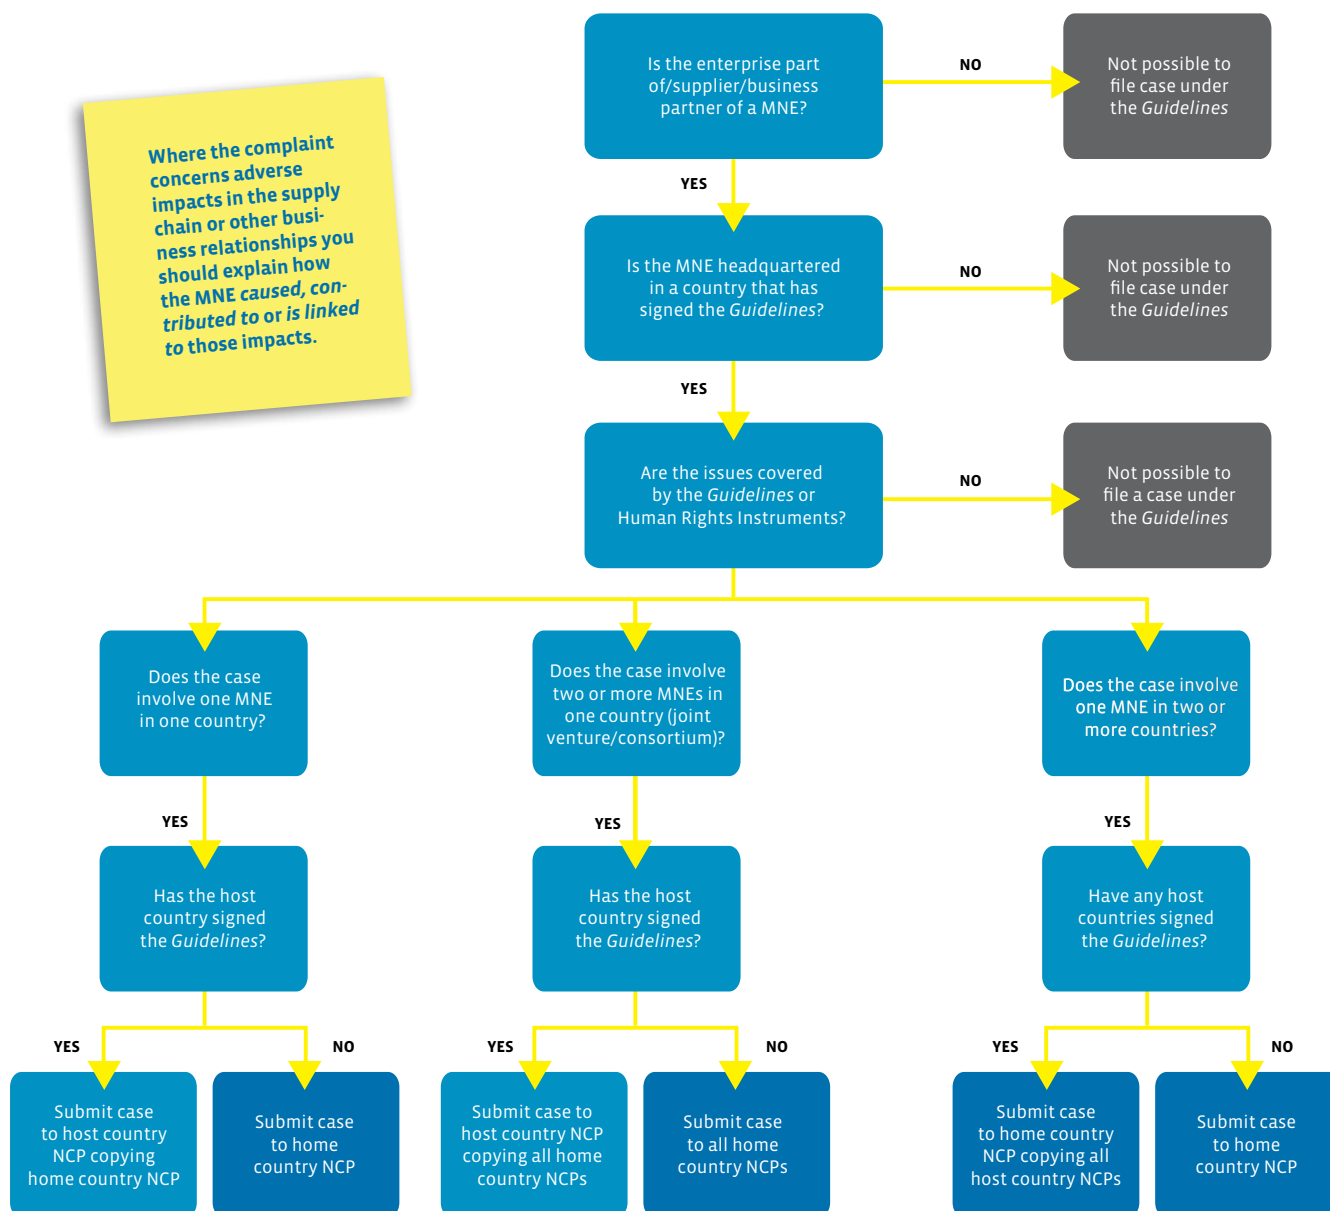 Is the enterprise part
of/supplier/business
partner of a MNE?
NO
Not possible to
file case under
the Guidelines
Where the complaint
concerns adverse
impacts in the supply
chain or other busi-
ness relationships you
should explain how
the MNE caused, con-
tributed to or is linked
to those impacts.
YES
Is the MNE headquartered
in a country that has
signed the Guidelines?
NO
Not possible to
file case under
the Guidelines
YES
Are the issues covered
by the Guidelines or
Human Rights Instruments?
NO
Not possible to
file a case under
the Guidelines
Does the case
involve one MNE
in one country?
Does the case involve
two or more MNEs in
one country (joint
venture/consortium)?
Does the case involve
one MNE in two or
more countries?
YES
YES
YES
Has the host
country signed
the Guidelines?
Has the host
country signed
the Guidelines?
Have any host
countries signed
the Guidelines?
YES
NO
YES
NO
YES
NO
Submit case
to host country
NCP copying
home country NCP
Submit case
to home
country NCP
Submit case to
host country NCP
copying all home
country NCPs
Submit case
to all home
country NCPs
Submit case
to home country
NCP copying all
host country NCPs
Submit case
to home
country NCP